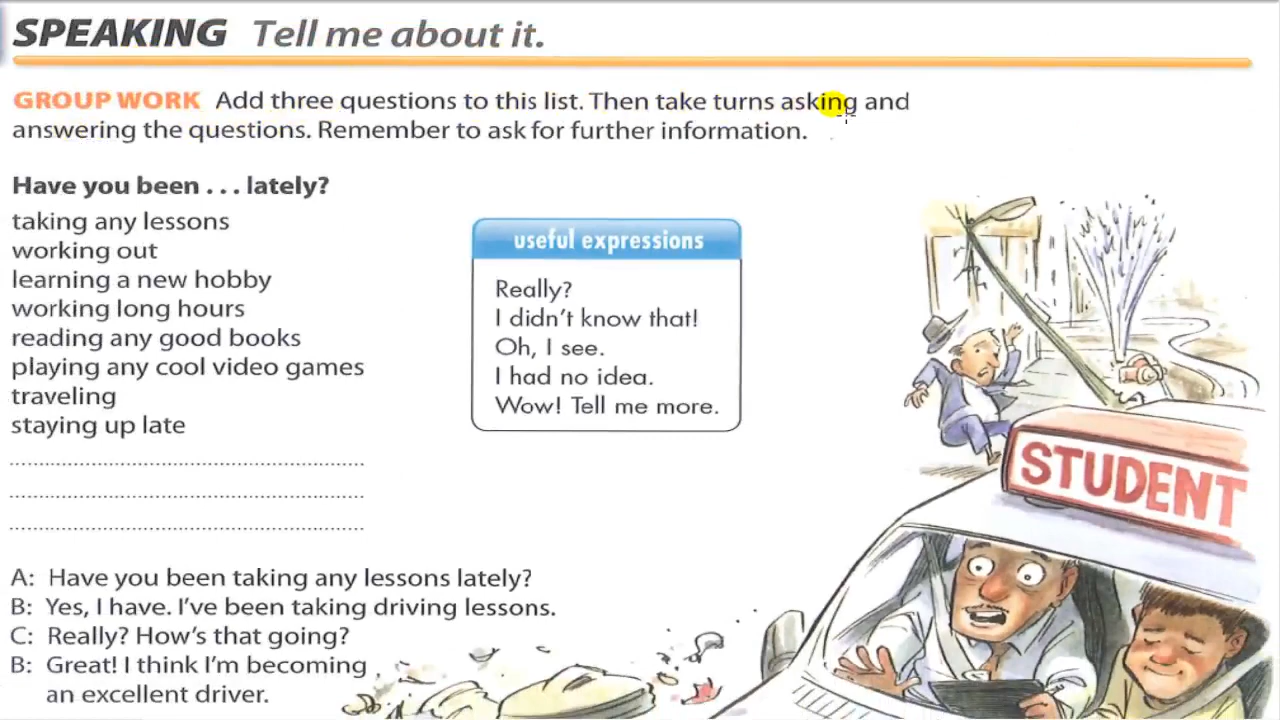 SPEAKING Tell me about it.
GROUP WORK Add three questions to this list. Then take turns asking and
answering the questions. Remember to ask for further information.
Have you been . . . lately?
taking any lessons
working out
learning a new hobby
working long hours
reading any good books
playing any cool video games
traveling
staying up late
useful expressions
Really?
I didn't know that!
Oh, I see.
I had no idea.
Wow! Tell me more.
STUDENT
A: Have you been taking any lessons lately?
B: Yes, I have. I've been taking driving lessons.
C: Really? How's that going?
B: Great! I think I'm becoming
an excellent driver.